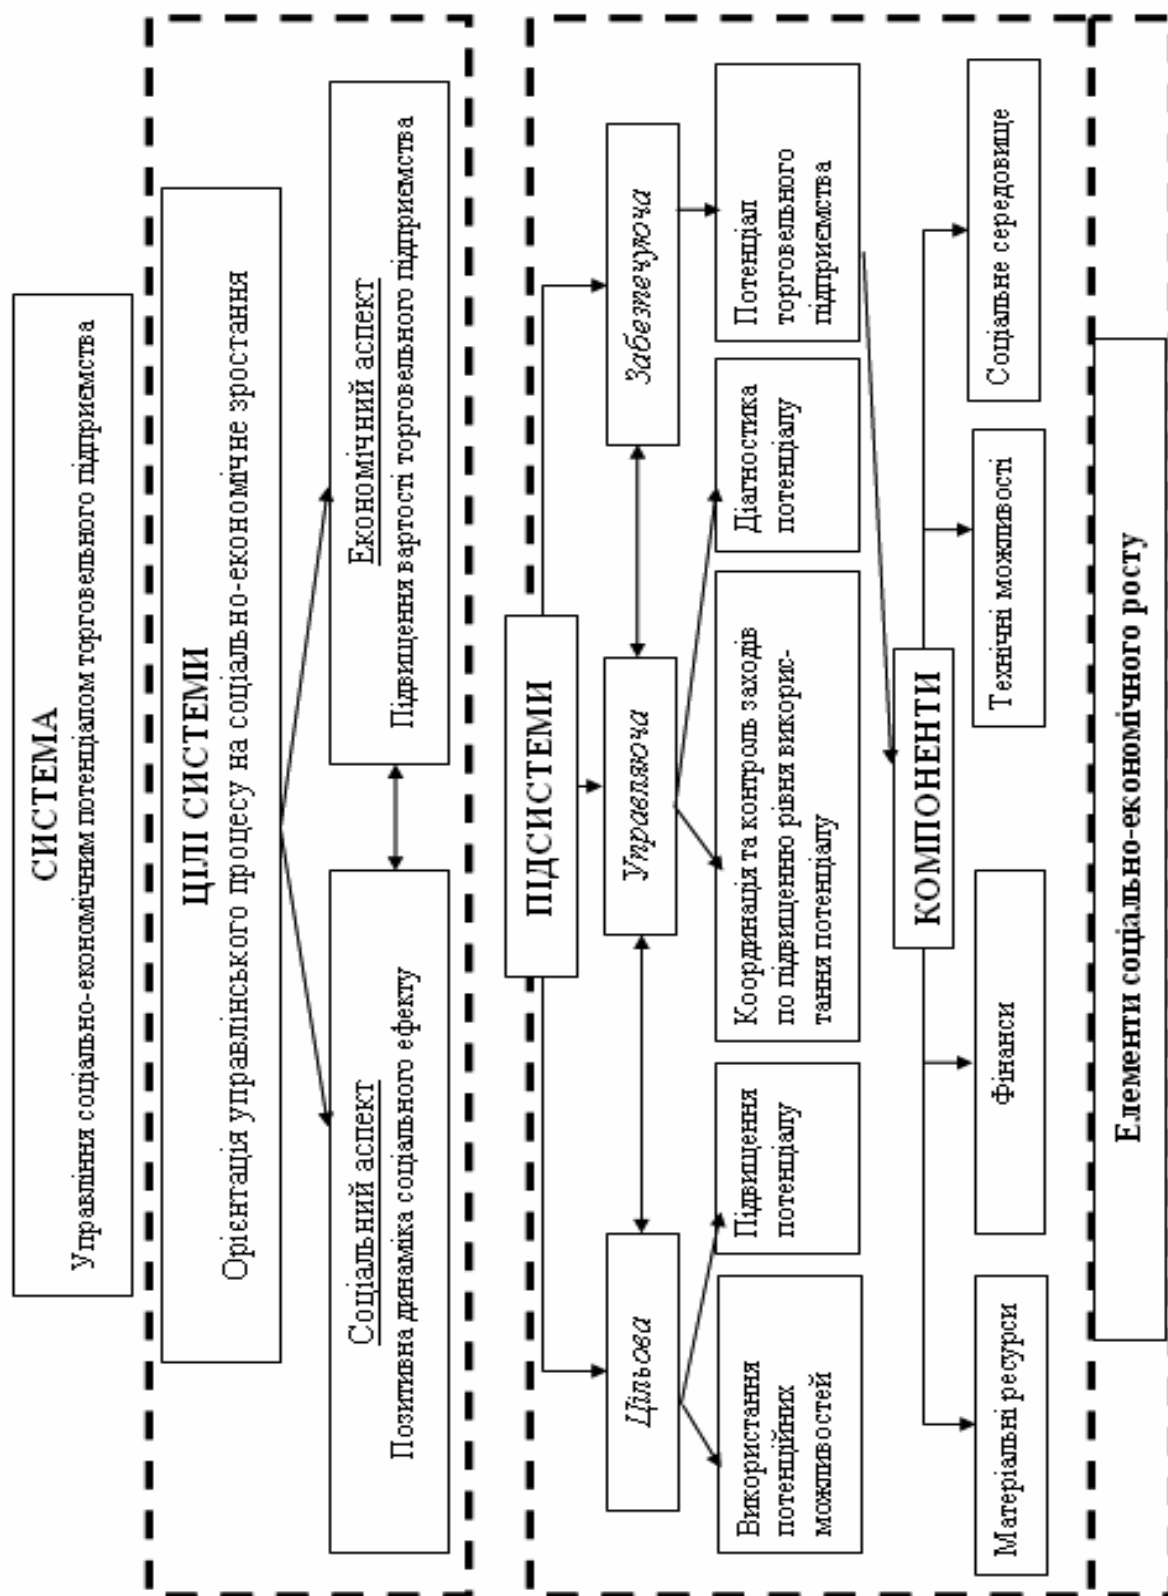 СИСТЕМА
Управління соціально-економічним потенціалом торговельного підприємства
ЦІЛІ СИСТЕМИ
Орієнтація управлінського процесу на соціально-економічне зростання
Соціальний аспект
Позитивна динаміка соціального ефекту
Економічний аспект
Підвищення вартості торговельного підприємства
ПІДСИСТЕМИ
Цільова
Управляюча
Забезпечуюча
Використання
потенційних
можливостей
Підвищення
потенціалу
Координація та контроль заходів
по підвищенню рівня викорис-
тання потенціалу
Діагностика
потенціалу
Потенціал
торговельного
підприємства
КОМПОНЕНТИ
Матеріальні ресурси
Фінанси
Технічні можливості
Соціальне середовище
Елементи соціально-економічного росту